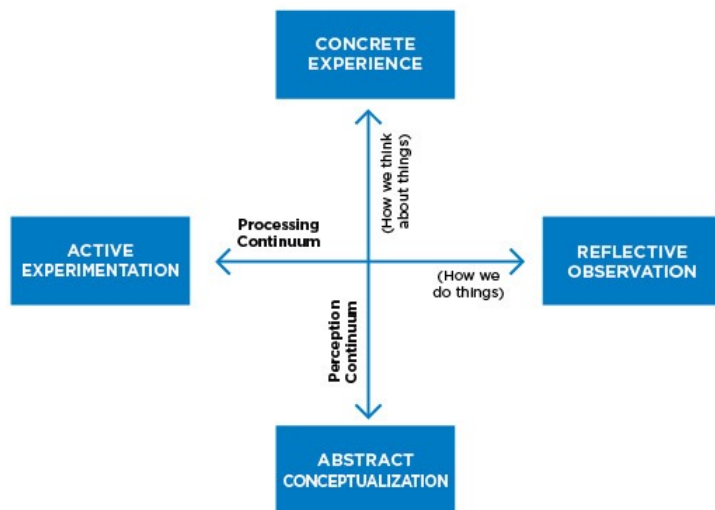 CONCRETE
EXPERIENCE
(How we think
about things)
Processing
Continuum
ACTIVE
EXPERIMENTATION
REFLECTIVE
OBSERVATION
(How we
do things)
Perception
Continuum
ABSTRACT
CONCEPTUALIZATION